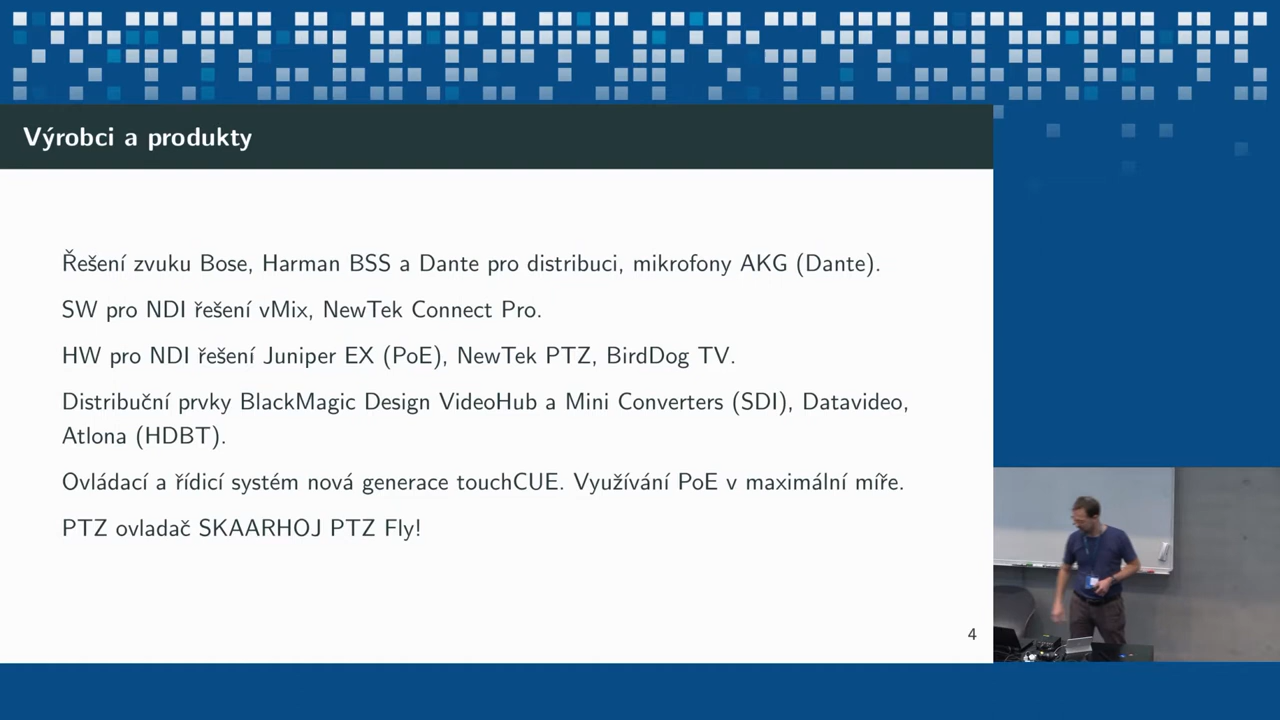 Výrobci a produkty
Řešení zvuku Bose, Harman BSS a Dante pro distribuci, mikrofony AKG (Dante).
SW pro NDI řešení vMix, NewTek Connect Pro.
HW pro NDI řešení Juniper EX (PoE), NewTek PTZ, BirdDog TV.
Distribuční prvky BlackMagic Design VideoHub a Mini Converters (SDI), Datavideo,
Atlona (HDBT).
Ovládací a řídicí systém nová generace touchCUE. Využívání PoE v maximální míře.
PTZ ovladač SKAARHOJ PTZ Fly!
4